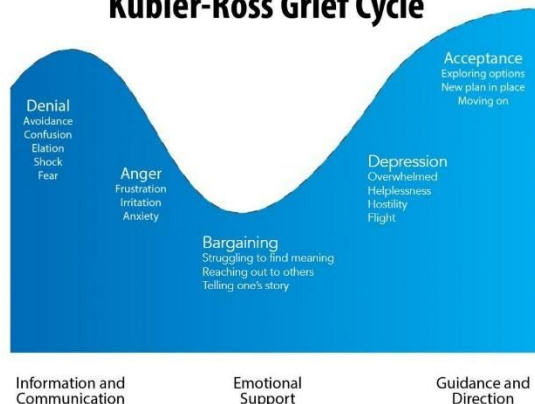 Kübler-Ross Grief Cycle
Denial
Avoidance
Confusion
Elation
Shock
Fear
Anger
Frustration
Irritation
Anxiety
Bargaining
Struggling to find meaning
Reaching out to others
Telling one's story
Depression
Overwhelmed
Helplessness
Hostility
Flight
Acceptance
Exploring options
New plan in place
Moving on
Information and
Communication
Emotional
Support
Guidance and
Direction